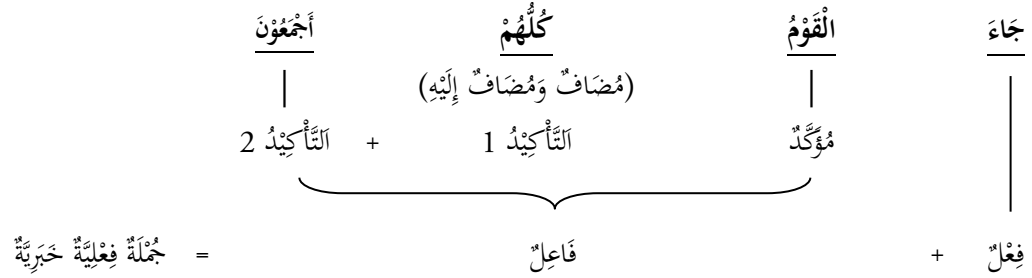 جَاءَ الْقَوْمُ كُلُّهُمْ أَجْمَعُوْنَ
(مُضَافٌ وَمُضَافٌ إِلَيْهِ)
مُؤَكَّدٌ اَلتَّأْكِيْدُ 1 + اَلتَّأْكِيْدُ 2
فِعْلٌ + فَاعِلٌ = جُمْلَةٌ فِعْلِيَّةٌ خَبَرِيَّةٌ